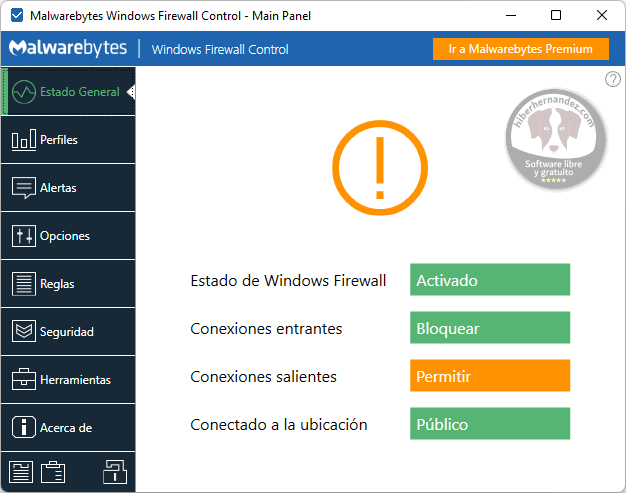 Malwarebytes Windows Firewall Control - Main Panel
Malwarebytes
Windows Firewall Control
Ir a Malwarebytes Premium
Estado General
Perfiles
Alertas
Opciones
Reglas
Seguridad
Herramientas
Acerca de
?
hiberhernandez.com
Software libre
y gratuito
Estado de Windows Firewall
Activado
Conexiones entrantes
Bloquear
Conexiones salientes
Permitir
Conectado a la ubicación
Público